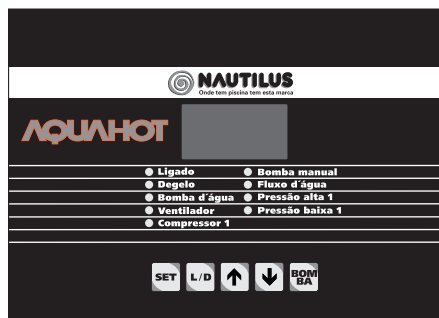 NAUTILUS
Onde tem piscina tem esta marca
AQUAHOT
Ligado
Degelo
Bomba d´água
Ventilador
Compressor 1
Bomba manual
Fluxo d´água
Pressão alta 1
Pressão baixa 1
SET
L/D
BOM
BA